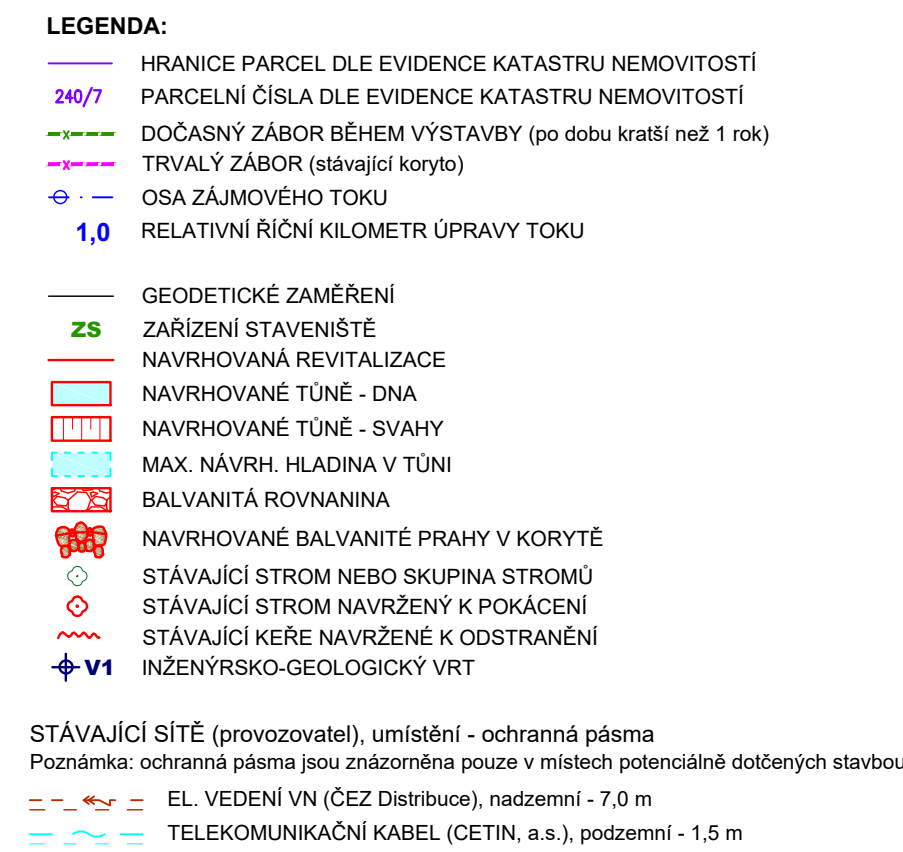 LEGENDA:
HRANICE PARCEL DLE EVIDENCE KATASTRU NEMOVITOSTÍ
240/7 PARCELNÍ ČÍSLA DLE EVIDENCE KATASTRU NEMOVITOSTÍ
DOČASNÝ ZÁBOR BĚHEM VÝSTAVBY (po dobu kratší než 1 rok)
TRVALÝ ZÁBOR (stávající koryto)
OSA ZÁJMOVÉHO TOKU
1,0 RELATIVNÍ ŘÍČNÍ KILOMETR ÚPRAVY TOKU
GEODETICKÉ ZAMĚŘENÍ
ZS ZAŘÍZENÍ STAVENIŠTĚ
NAVRHOVANÁ REVITALIZACE
NAVRHOVANÉ TŮNĚ - DNA
NAVRHOVANÉ TŮNĚ - SVAHY
MAX. NÁVRH. HLADINA V TŮNI
BALVANITÁ ROVNANINA
NAVRHOVANÉ BALVANITÉ PRAHY V KORYTĚ
STÁVAJÍCÍ STROM NEBO SKUPINA STROMŮ
STÁVAJÍCÍ STROM NAVRŽENÝ K POKÁCENÍ
STÁVAJÍCÍ KEŘE NAVRŽENÉ K ODSTRANĚNÍ
V1 INŽENÝRSKO-GEOLOGICKÝ VRT
STÁVAJÍCÍ SÍTĚ (provozovatel), umístění - ochranná pásma
Poznámka: ochranná pásma jsou znázorněna pouze v místech potenciálně dotčených stavbou
EL. VEDENÍ VN (ČEZ Distribuce), nadzemní - 7,0 m
TELEKOMUNIKAČNÍ KABEL (CETIN, a.s.), podzemní - 1,5 m